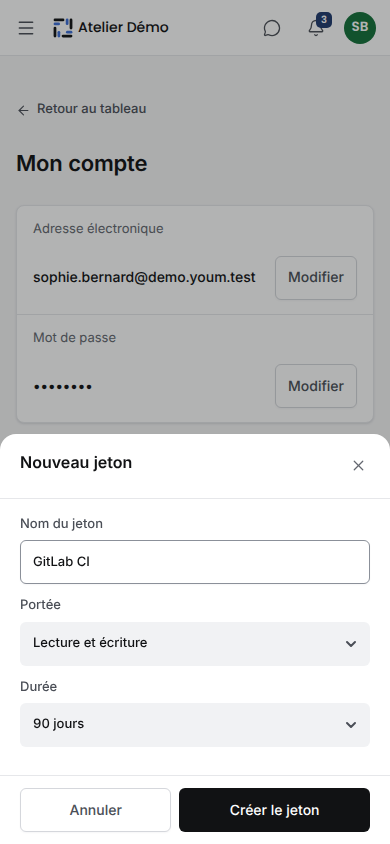 Atelier Démo
3
SB
Retour au tableau
Mon compte
Adresse électronique
sophie.bernard@demo.youm.test
Modifier
Mot de passe
••••••••
Modifier
Nouveau jeton
Nom du jeton
GitLab CI
Portée
Lecture et écriture
Durée
90 jours
Annuler
Créer le jeton